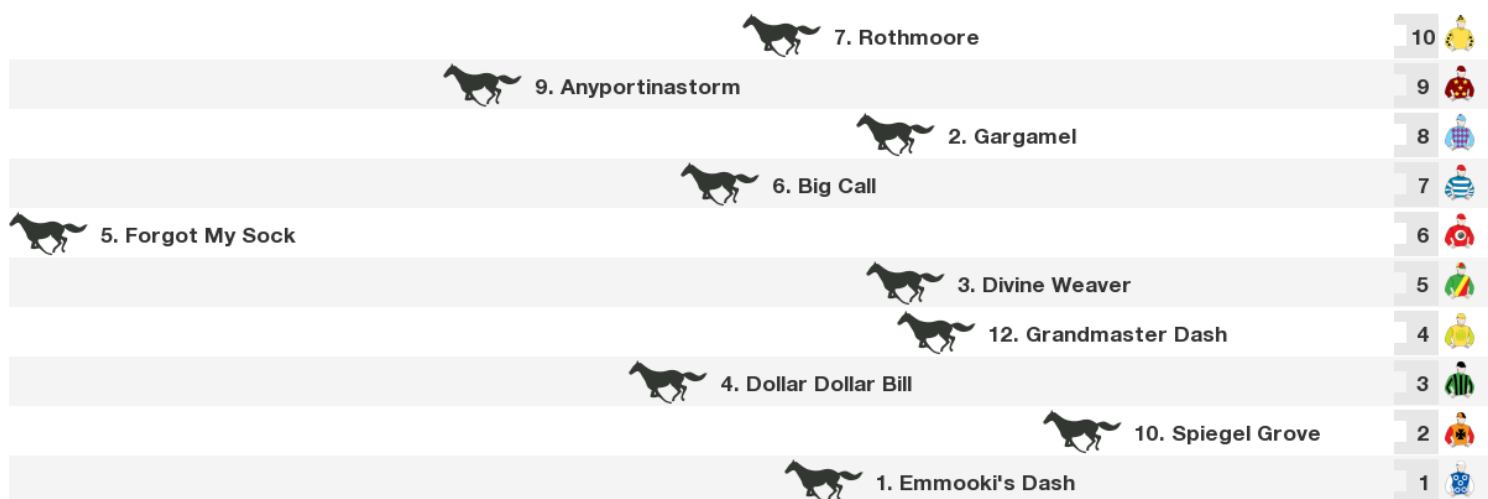 7. Rothmoore 10
9. Anyportinastorm 9
2. Gargamel 8
6. Big Call 7
5. Forgot My Sock 6
3. Divine Weaver 5
12. Grandmaster Dash 4
4. Dollar Dollar Bill 3
10. Spiegel Grove 2
1. Emmooki's Dash 1